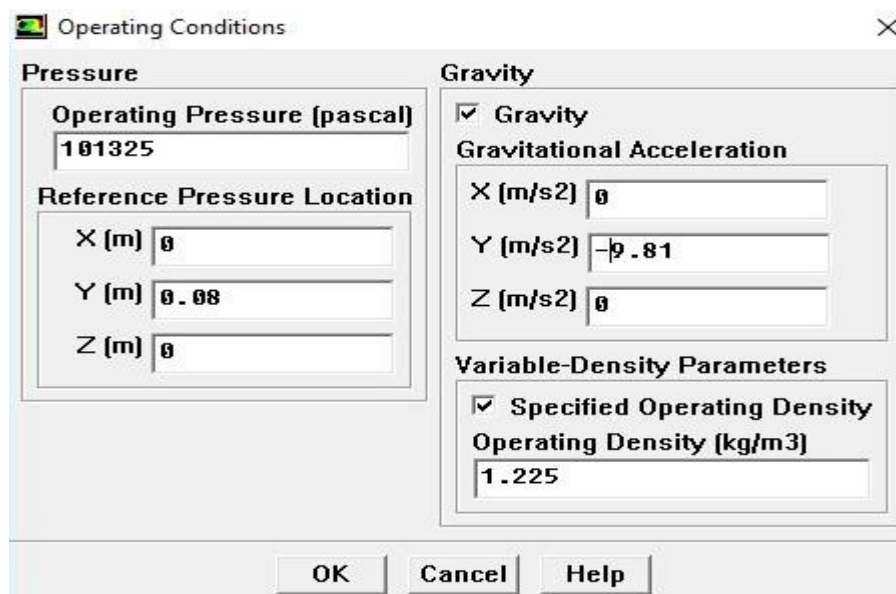 Operating Conditions
Pressure
Operating Pressure (pascal)
101325
Reference Pressure Location
X (m) 0
Y (m) 0.08
Z (m) 0
Gravity
Gravity
Gravitational Acceleration
X (m/s2) 0
Y (m/s2) -9.81
Z (m/s2) 0
Variable-Density Parameters
Specified Operating Density
Operating Density (kg/m3)
1.225
OK Cancel Help